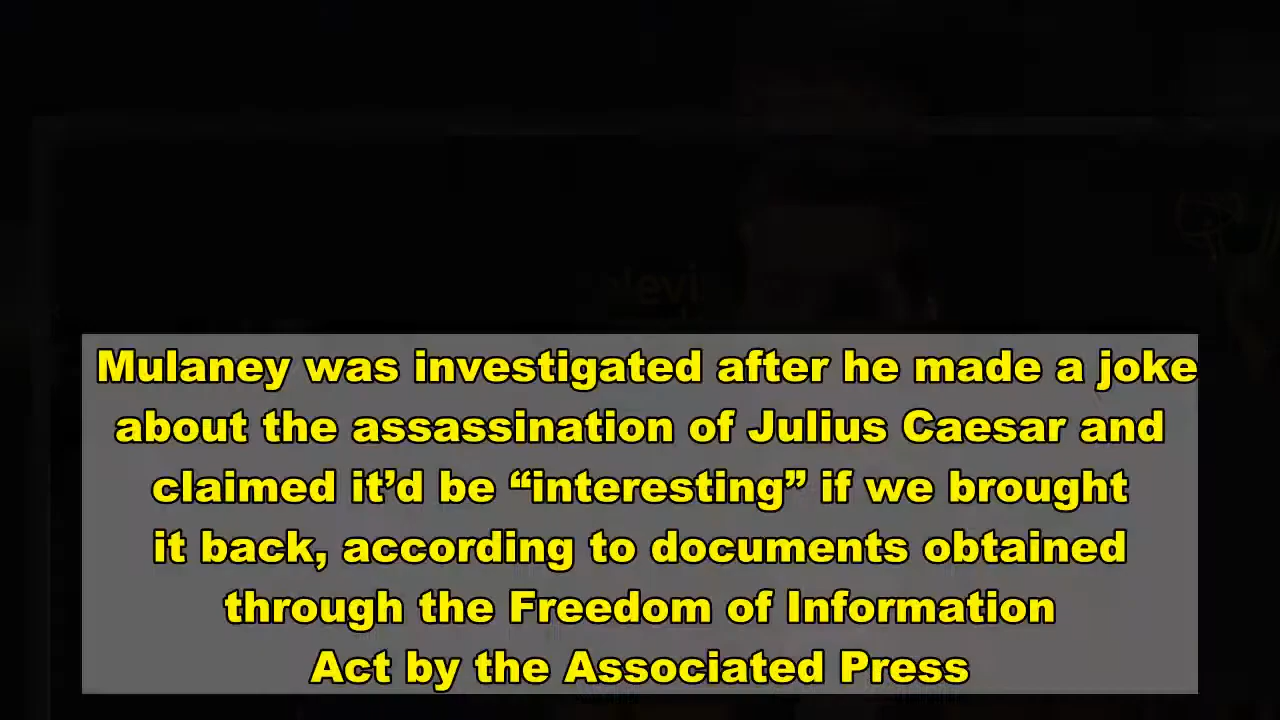 Mulaney was investigated after he made a joke
about the assassination of Julius Caesar and
claimed it’d be “interesting” if we brought
it back, according to documents obtained
through the Freedom of Information
Act by the Associated Press